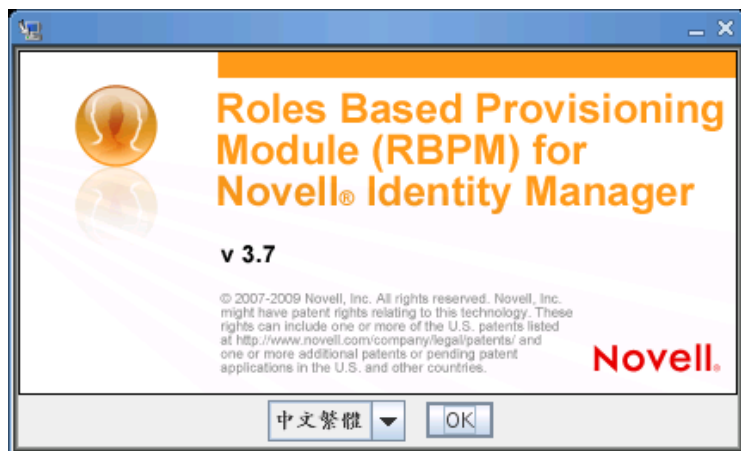 Roles Based Provisioning
Module (RBPM) for
Novell® Identity Manager
v 3.7
© 2007-2009 Novell, Inc. All rights reserved. Novell, Inc.
might have patent rights relating to this technology. These
rights can include one or more of the U.S. patents listed
at http://www.novell.com/company/legal/patents/ and
one or more additional patents or pending patent
applications in the U.S. and other countries.
Novell®
中文繁體
OK